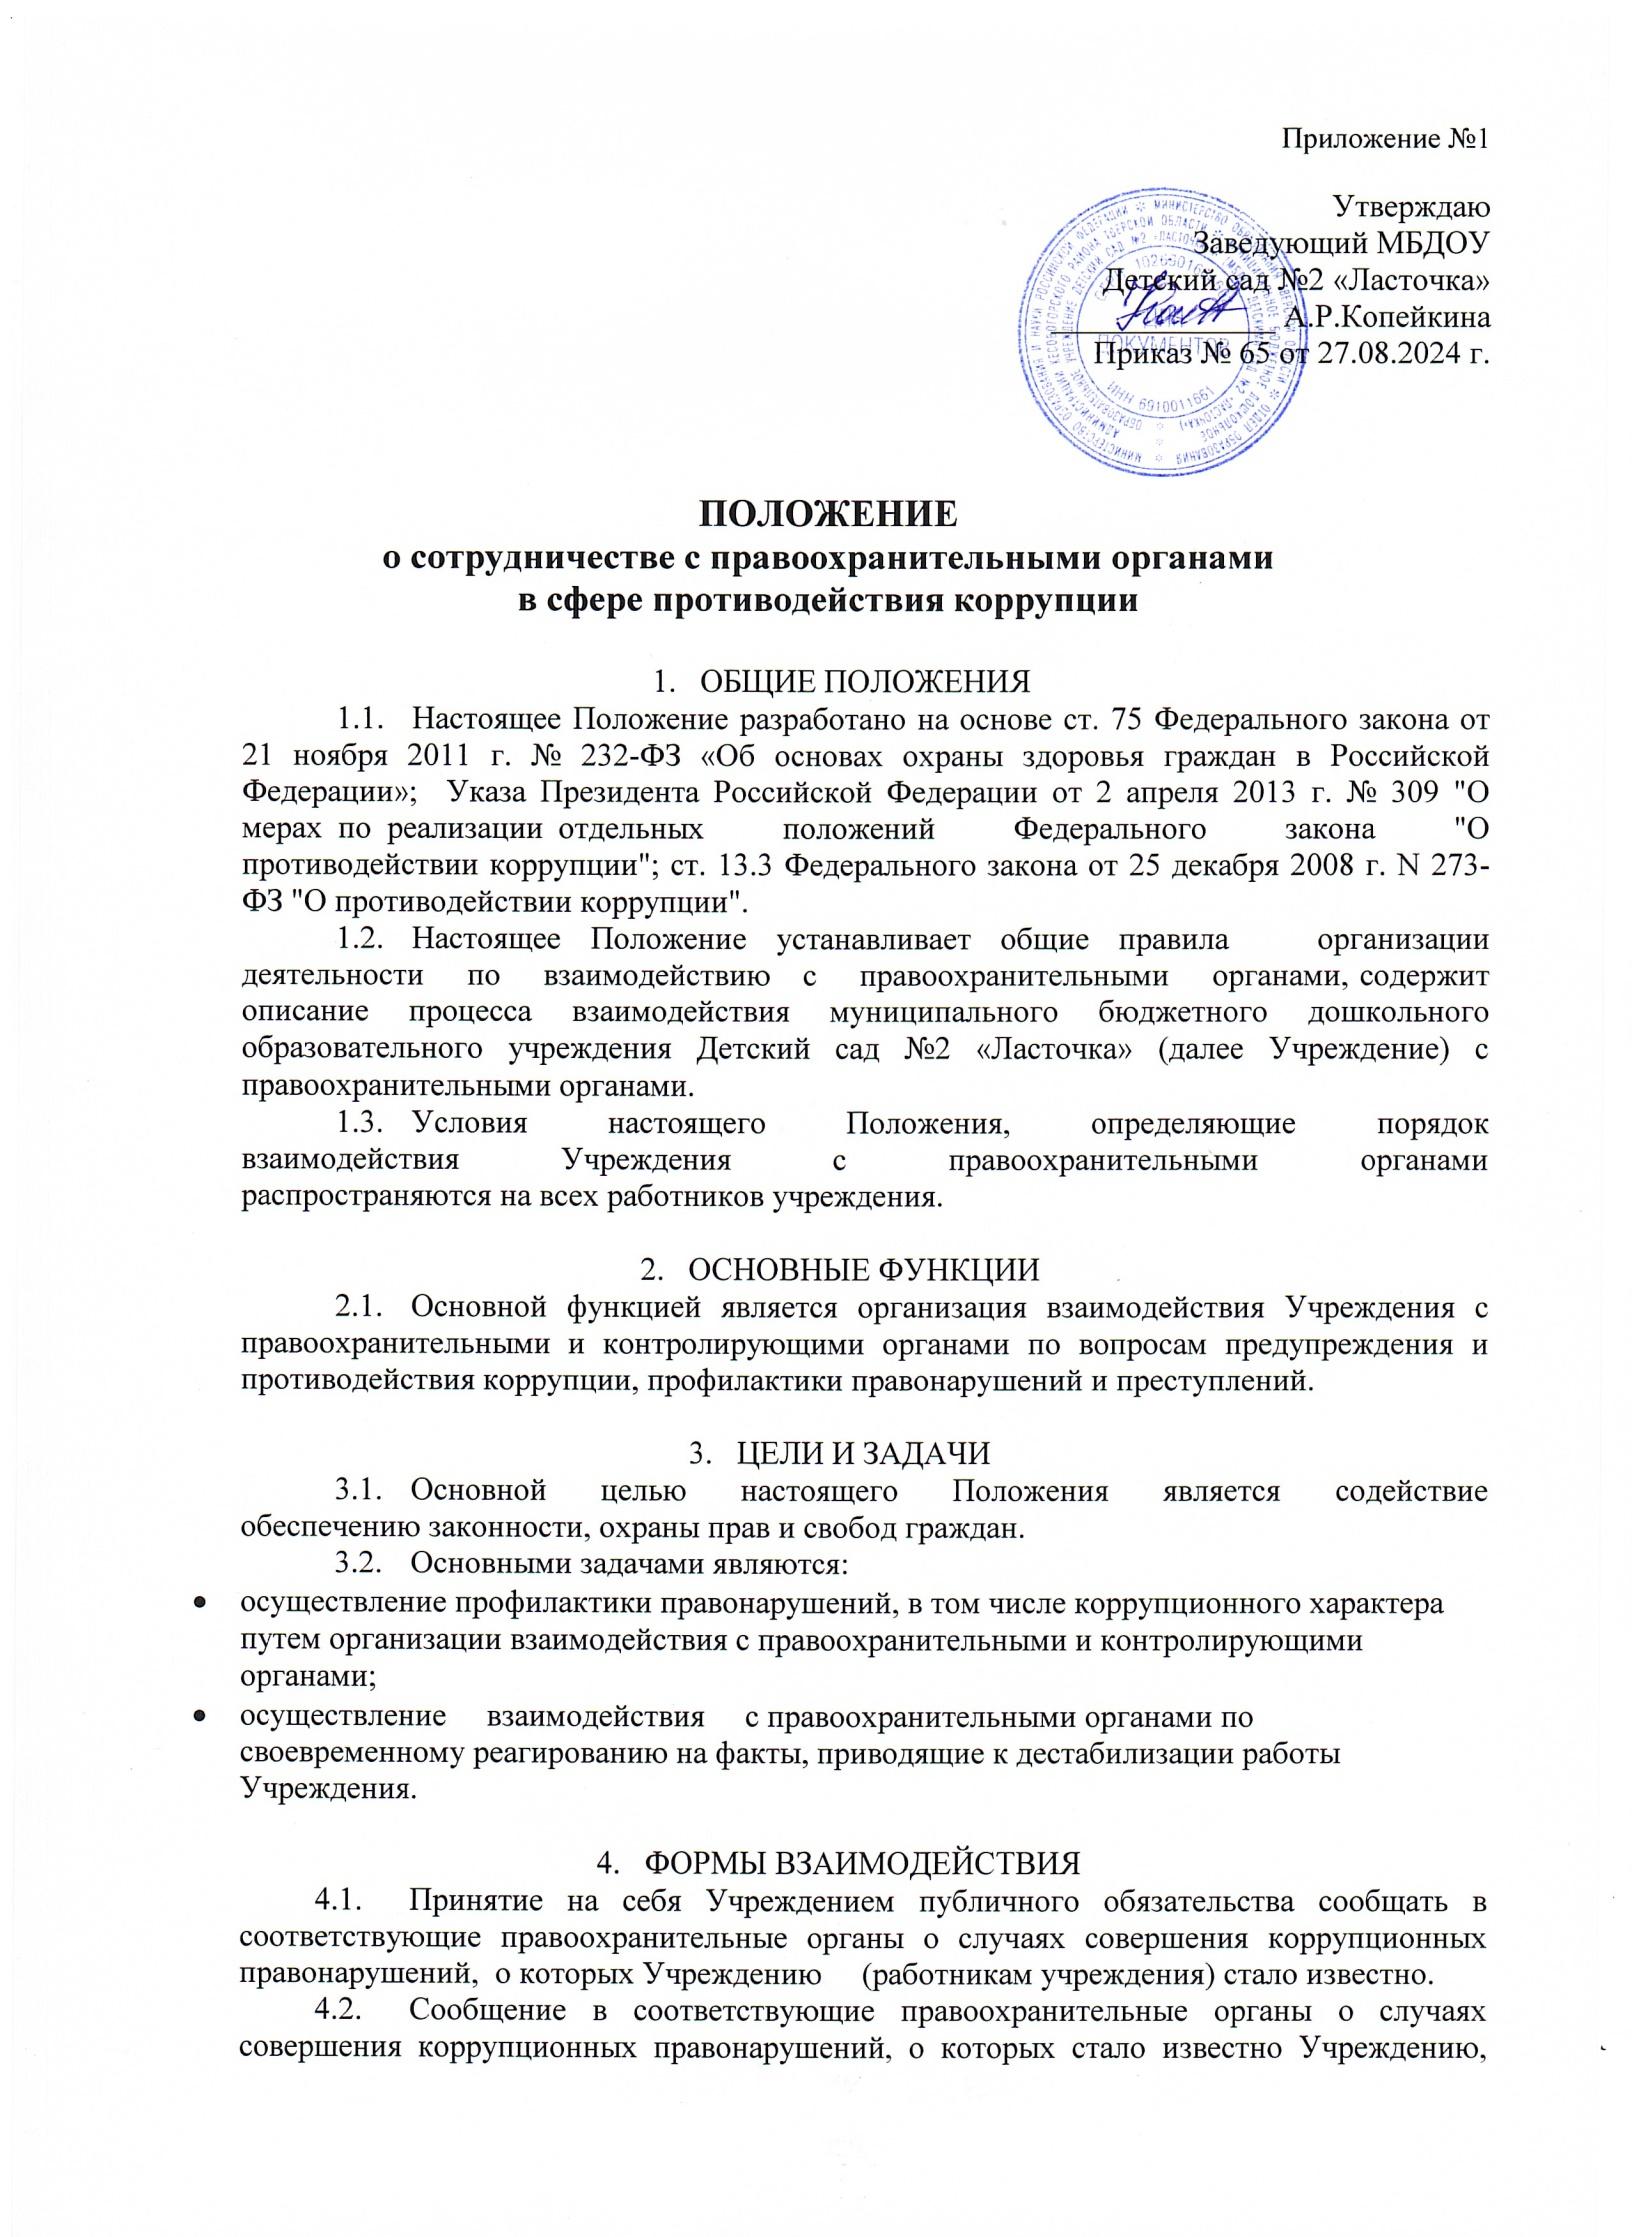 Приложение №1
Утверждаю
Заведующий МБДОУ
Детский сад №2 «Ласточка»
А.Р.Копейкина
Приказ № 65 от 27.08.2024 г.
ДОКУМЕНТОВ
ИНН 6910011661
ПОЛОЖЕНИЕ
о сотрудничестве с правоохранительными органами
в сфере противодействия коррупции
1. ОБЩИЕ ПОЛОЖЕНИЯ
1.1. Настоящее Положение разработано на основе ст. 75 Федерального закона от
21 ноября 2011 г. № 232-ФЗ «Об основах охраны здоровья граждан в Российской
Федерации»; Указа Президента Российской Федерации от 2 апреля 2013 г. № 309 "О
мерах по реализации отдельных положений Федерального закона "О
противодействии коррупции"; ст. 13.3 Федерального закона от 25 декабря 2008 г. N 273-
ФЗ "О противодействии коррупции".
1.2. Настоящее Положение устанавливает общие правила организации
деятельности по взаимодействию с правоохранительными органами, содержит
описание процесса взаимодействия муниципального бюджетного дошкольного
образовательного учреждения Детский сад №2 «Ласточка» (далее Учреждение) с
правоохранительными органами.
1.3. Условия настоящего Положения, определяющие порядок
взаимодействия Учреждения с правоохранительными органами
распространяются на всех работников учреждения.
2. ОСНОВНЫЕ ФУНКЦИИ
2.1. Основной функцией является организация взаимодействия Учреждения с
правоохранительными и контролирующими органами по вопросам предупреждения и
противодействия коррупции, профилактики правонарушений и преступлений.
3. ЦЕЛИ И ЗАДАЧИ
3.1. Основной целью настоящего Положения является содействие
обеспечению законности, охраны прав и свобод граждан.
3.2. Основными задачами являются:
• осуществление профилактики правонарушений, в том числе коррупционного характера
путем организации взаимодействия с правоохранительными и контролирующими
органами;
• осуществление взаимодействия с правоохранительными органами по
своевременному реагированию на факты, приводящие к дестабилизации работы
Учреждения.
4. ФОРМЫ ВЗАИМОДЕЙСТВИЯ
4.1. Принятие на себя Учреждением публичного обязательства сообщать в
соответствующие правоохранительные органы о случаях совершения коррупционных
правонарушений, о которых Учреждению (работникам учреждения) стало известно.
4.2. Сообщение в соответствующие правоохранительные органы о случаях
совершения коррупционных правонарушений, о которых стало известно Учреждению,